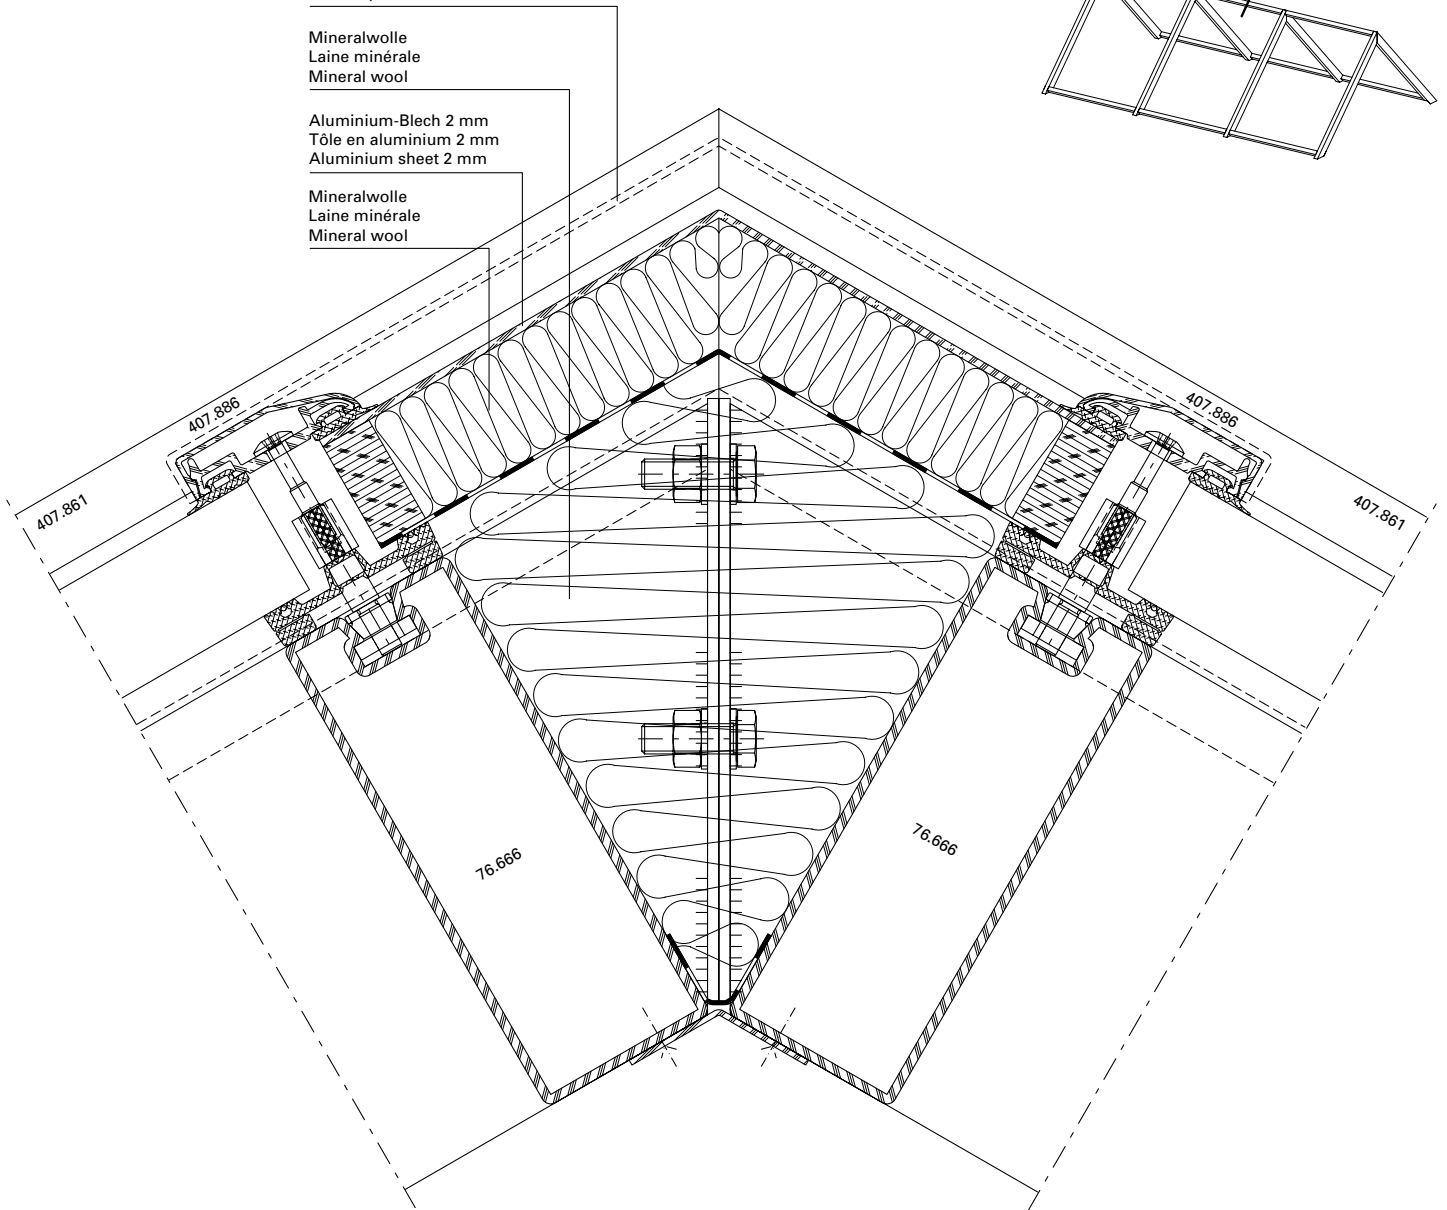 Mineralwolle
Laine minérale
Mineral wool
Aluminium-Blech 2 mm
Tôle en aluminium 2 mm
Aluminium sheet 2 mm
Mineralwolle
Laine minérale
Mineral wool
407.886
407.886
407.861
407.861
76.666
76.666